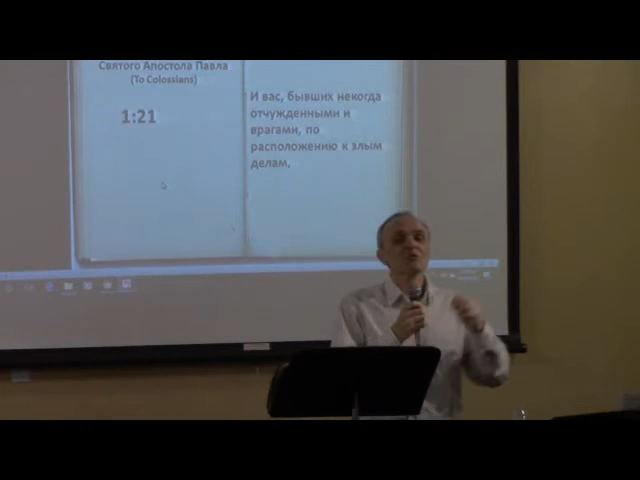 Святого Апостола Павла
(To Colossians)
1:21
И вас, бывших некогда
отчужденными и
врагами, по
расположению к злым
делам,